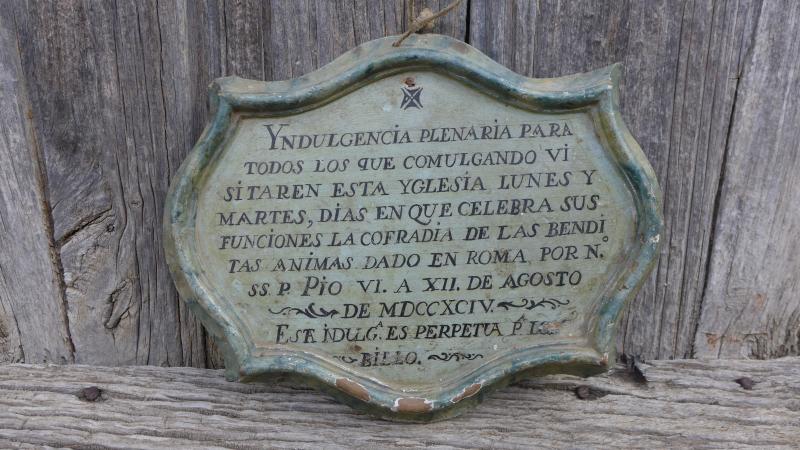 YNDULGENCIA PLENARIA PARA
TODOS LOS QUE COMULGANDO VI
SITAREN ESTA YGLESIA LUNES Y
MARTES, DIAS EN QUE CELEBRA SUS
FUNCIONES LA COFRADIA DE LAS BENDI
TAS ANIMAS DADO EN ROMA POR N.º
SS P. PIO VI. A XII. DE AGOSTO
DE MDCCXCIV.
ESTA INDULG.ª ES PERPETUA P.ª
BILLO.